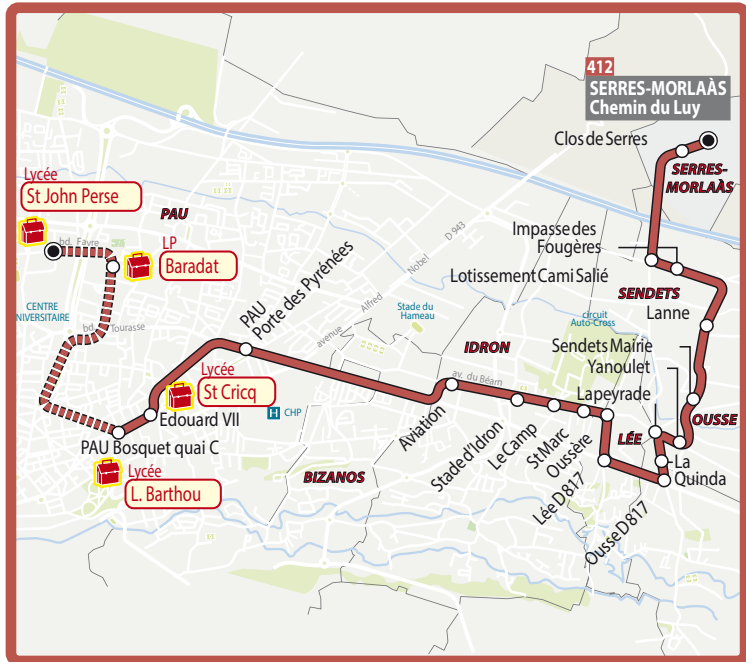 412
SERRES-MORLAÀS
Chemin du Luy
Clos de Serres
SERRES-
MORLAÀS
Lycée
St John Perse
PAU
bd. Favre
LP
Baradat
Impasse des
Fougères
Lotissement Cami Salié
SENDETS
Lanne
D 943
PAU
Porte des Pyrénées
avenue Alfred Nobel
CENTRE
NIVERSITAIRE
bd. Tourasse
Stade du
Hameau
circuit
Auto-Cross
IDRON
Sendets Mairie
Yanoulet
av. du Béarn
Lapeyrade
Lycée
St Cricq
H CHP
Edouard VII
PAU Bosquet quai C
Aviation
Stade d'Idron
Le Camp
St Marc
Oussère
LÉE
OUSSE
Lycée
L. Barthou
BIZANOS
Lée D 817
Ousse D 817
La
Quinda